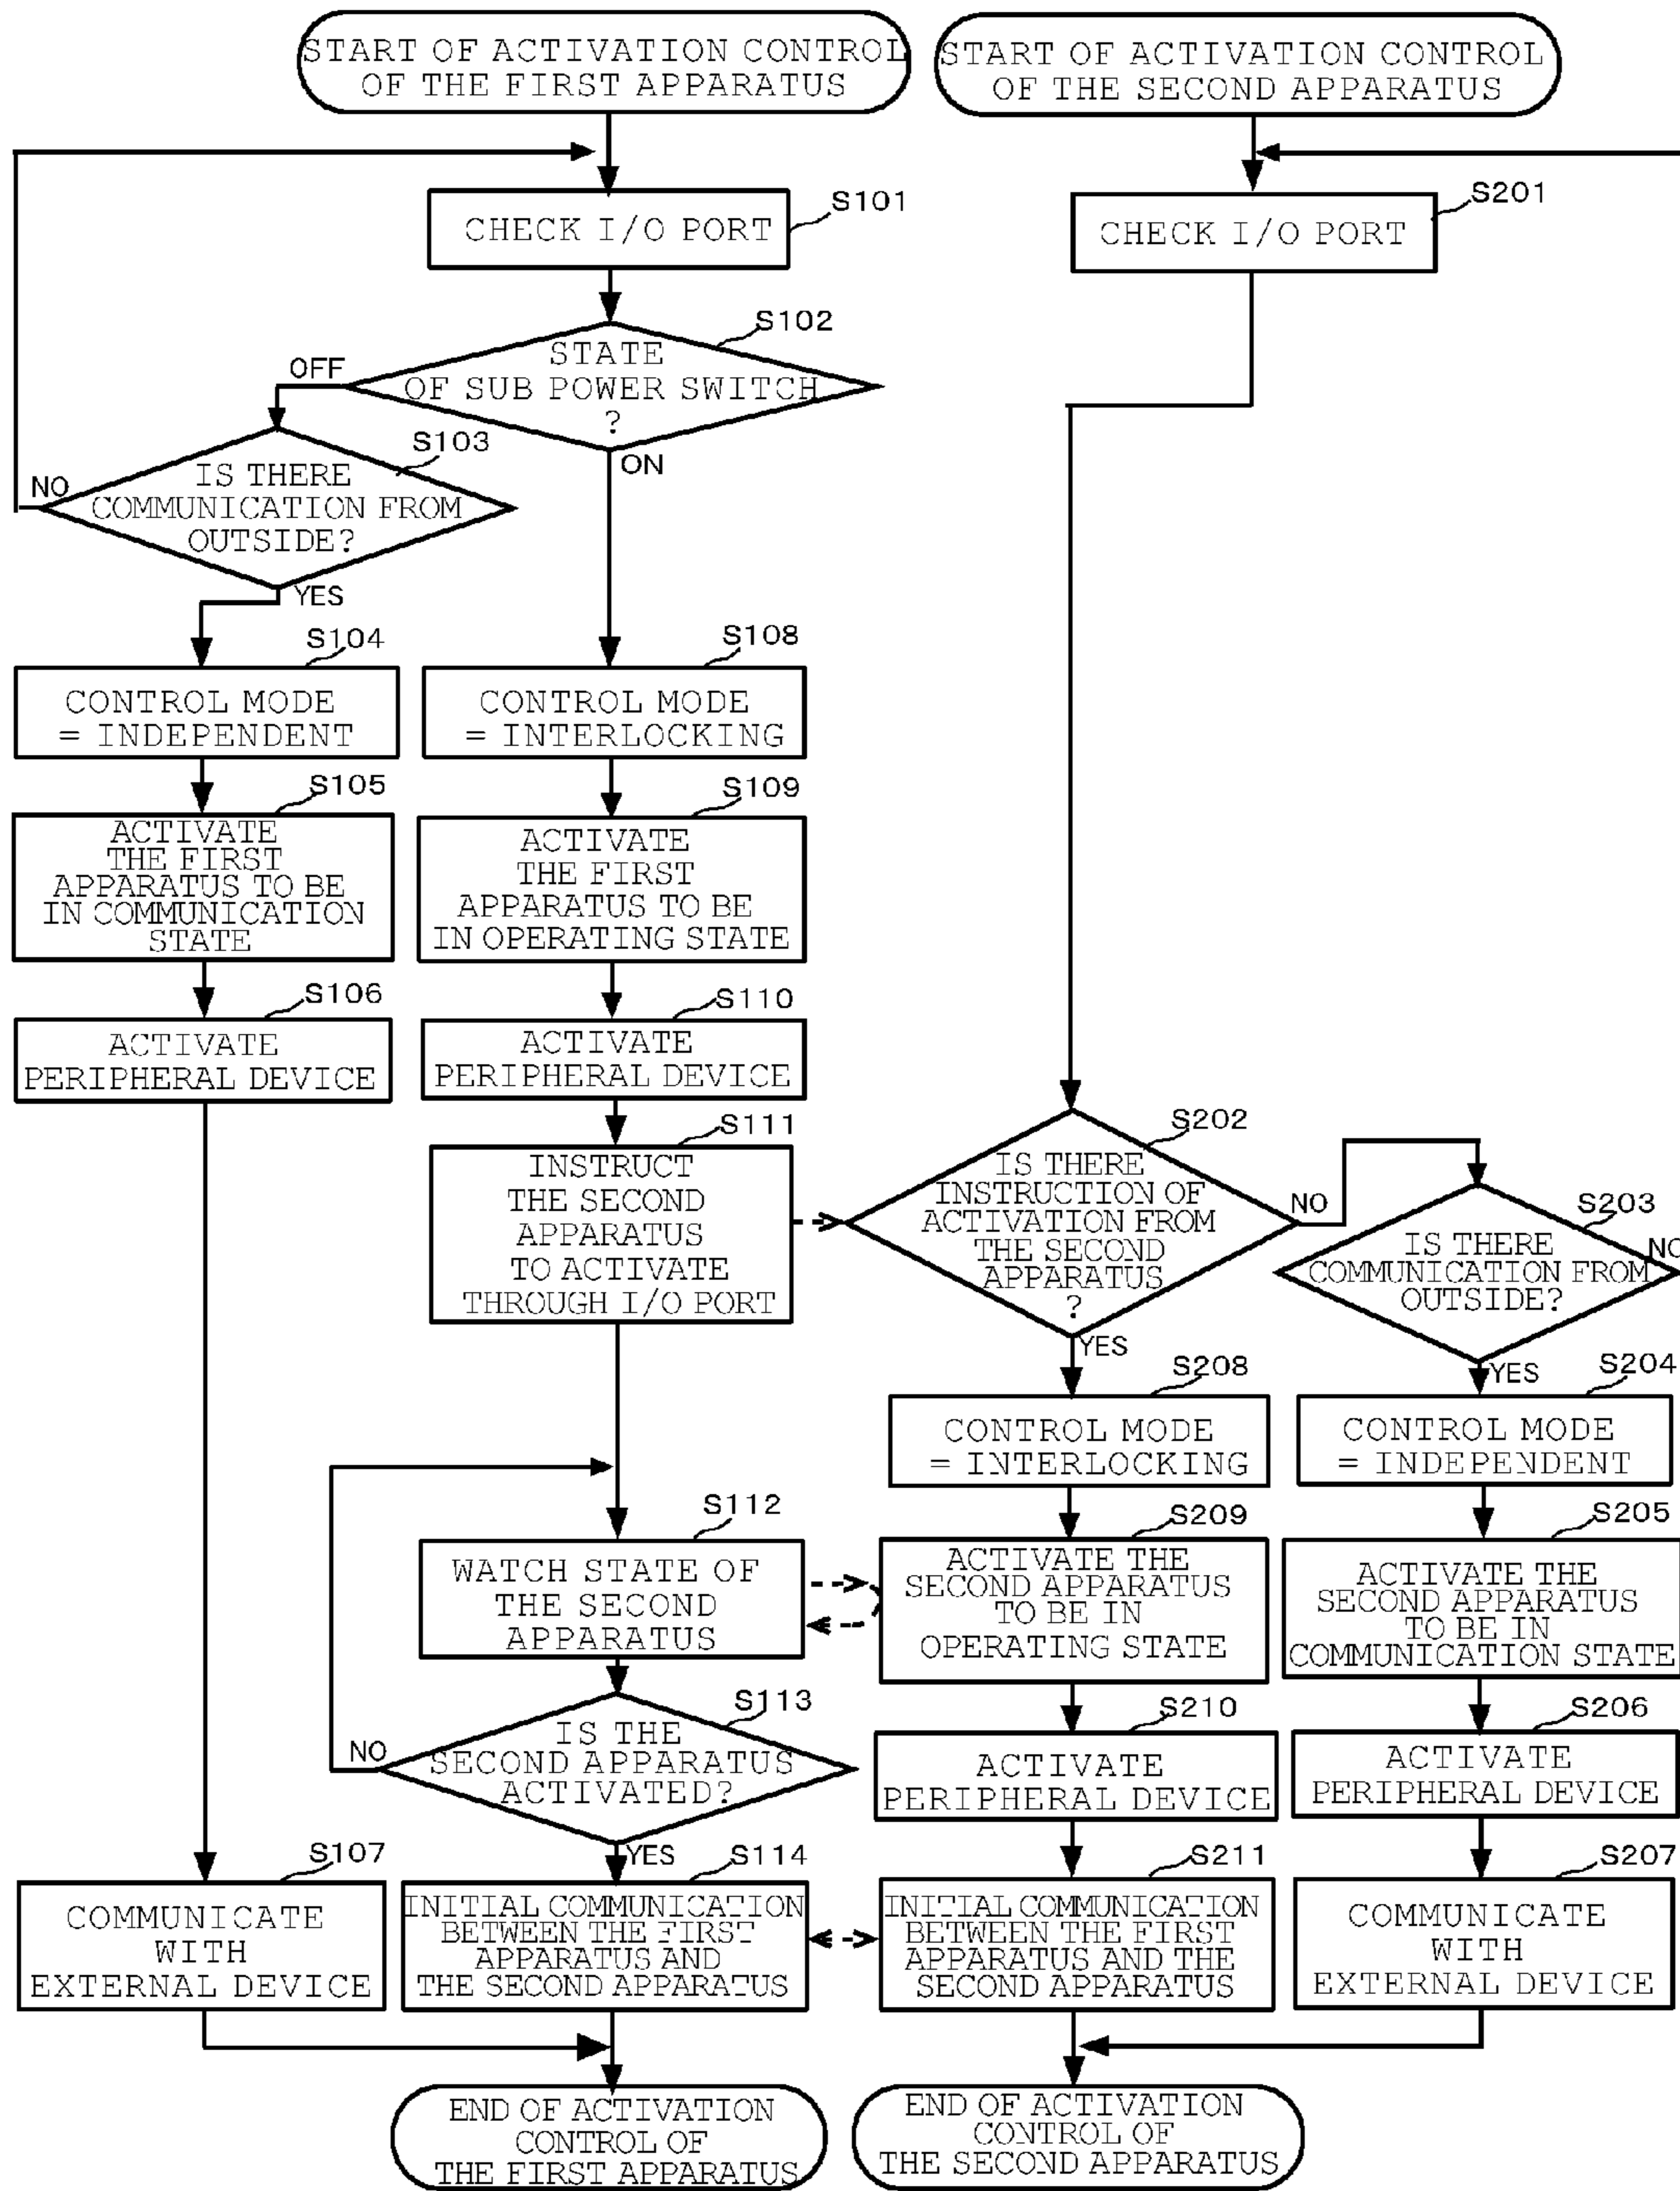 START OF ACTIVATION CONTROL
OF THE FIRST APPARATUS
S101
CHECK I/O PORT
S102
STATE
OF SUB POWER SWITCH
?
OFF
ON
S103
IS THERE
COMMUNICATION FROM
OUTSIDE?
NO
YES
S104
CONTROL MODE
= INDEPENDENT
S105
ACTIVATE
THE FIRST
APPARATUS TO BE
IN COMMUNICATION
STATE
S106
ACTIVATE
PERIPHERAL DEVICE
S107
COMMUNICATE
WITH
EXTERNAL DEVICE
S108
CONTROL MODE
= INTERLOCKING
S109
ACTIVATE
THE FIRST
APPARATUS TO BE
IN OPERATING STATE
S110
ACTIVATE
PERIPHERAL DEVICE
S111
INSTRUCT
THE SECOND
APPARATUS
TO ACTIVATE
THROUGH I/O PORT
S112
WATCH STATE OF
THE SECOND
APPARATUS
S113
IS THE
SECOND APPARATUS
ACTIVATED?
NO
YES
S114
INITIAL COMMUNICATION
BETWEEN THE FIRST
APPARATUS AND
THE SECOND APPARATUS
END OF ACTIVATION
CONTROL OF
THE FIRST APPARATUS
START OF ACTIVATION CONTROL
OF THE SECOND APPARATUS
S201
CHECK I/O PORT
S202
IS THERE
INSTRUCTION OF
ACTIVATION FROM
THE SECOND
APPARATUS
?
NO
YES
S203
IS THERE
COMMUNICATION FROM
OUTSIDE?
NO
YES
S204
CONTROL MODE
= INDEPENDENT
S205
ACTIVATE THE
SECOND APPARATUS
TO BE IN
COMMUNICATION STATE
S206
ACTIVATE
PERIPHERAL DEVICE
S207
COMMUNICATE
WITH
EXTERNAL DEVICE
S208
CONTROL MODE
= INTERLOCKING
S209
ACTIVATE THE
SECOND APPARATUS
TO BE IN
OPERATING STATE
S210
ACTIVATE
PERIPHERAL DEVICE
S211
INITIAL COMMUNICATION
BETWEEN THE FIRST
APPARATUS AND THE
SECOND APPARATUS
END OF ACTIVATION
CONTROL OF
THE SECOND APPARATUS